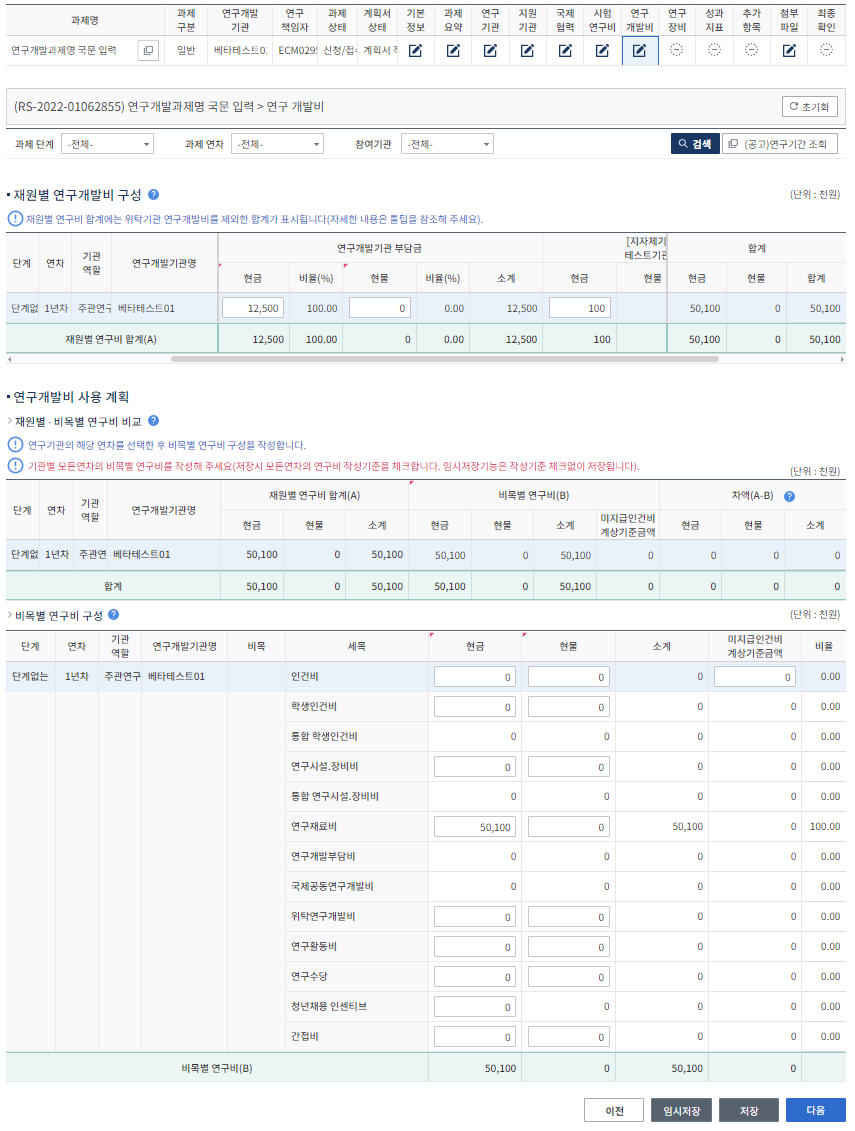 과제명 과제 구분 연구개발 기관 연구 책임자 과제 상태 계획서 상태 기본 정보 과제 요약 연구 기관 지원 기관 국제 협력 시험 연구비 연구 개발비 연구 장비 성과 지표 추가 항목 첨부 파일 최종 확인
연구개발과제명 국문 입력 일반 베타테스트0. ECM0295 신청/접수 계획서 작
(RS-2022-01062855) 연구개발과제명 국문 입력 > 연구 개발비 초기화
과제 단계 -전체- 과제 연차 -전체- 참여기관 -전체- 검색 (공고)연구기간 조회
재원별 연구개발비 구성 ? (단위 : 천원)
재원별 연구비 합계에는 위탁기관 연구개발비를 제외한 합계가 표시됩니다(자세한 내용은 툴팁을 참조해 주세요).
단계 연차 기관 역할 연구개발기관명 연구개발기관 부담금 [지자체기 테스트기관 합계
현금 비율(%) 현물 비율(%) 소계 현금 현물 현금 현물 합계
단계없 1년차 주관연구 베타테스트01 12,500 100.00 0 0.00 12,500 100 50,100 0 50,100
재원별 연구비 합계(A) 12,500 100.00 0 0.00 12,500 100 50,100 0 50,100
연구개발비 사용 계획
재원별 · 비목별 연구비 비교 ?
연구기관의 해당 연차를 선택한 후 비목별 연구비 구성을 작성합니다.
기관별 모든연차의 비목별 연구비를 작성해 주세요(저장시 모든연차의 연구비 작성기준을 체크합니다. 임시저장기능은 작성기준 체크없이 저장됩니다). (단위 : 천원)
단계 연차 기관 역할 연구개발기관명 재원별 연구비 합계(A) 비목별 연구비(B) 차액(A-B) ?
현금 현물 소계 현금 현물 소계 미지급인건비 계상기준금액 현금 현물 소계
단계없 1년차 주관연 베타테스트01 50,100 0 50,100 50,100 0 50,100 0 0 0 0
합계 50,100 0 50,100 50,100 0 50,100 0 0 0 0
비목별 연구비 구성 ? (단위 : 천원)
단계 연차 기관 역할 연구개발기관명 비목 세목 현금 현물 소계 미지급인건비 계상기준금액 비율
단계없는 1년차 주관연구 베타테스트01 인건비 0 0 0 0 0.00
학생인건비 0 0 0 0 0.00
통합 학생인건비 0 0 0 0 0.00
연구시설.장비비 0 0 0 0 0.00
통합 연구시설.장비비 0 0 0 0 0.00
연구재료비 50,100 0 50,100 0 100.00
연구개발부담비 0 0 0 0 0.00
국제공동연구개발비 0 0 0 0 0.00
위탁연구개발비 0 0 0 0 0.00
연구활동비 0 0 0 0 0.00
연구수당 0 0 0 0 0.00
청년채용 인센티브 0 0 0 0 0.00
간접비 0 0 0 0 0.00
비목별 연구비(B) 50,100 0 50,100 0
이전 임시저장 저장 다음